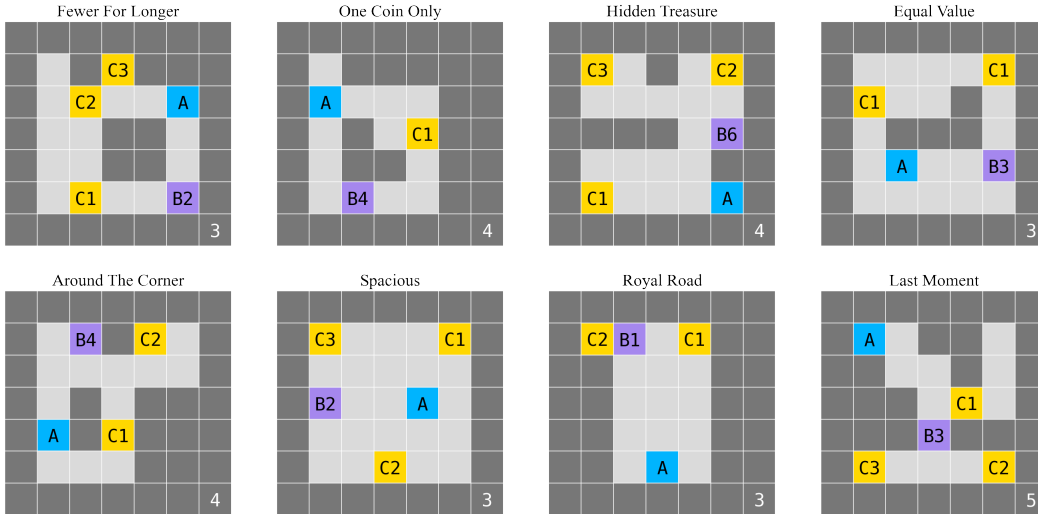 Fewer For Longer
C3
C2 A
C1 B2
3
One Coin Only
A
C1
B4
4
Hidden Treasure
C3 C2
B6
C1 A
4
Equal Value
C1
C1
A B3
3
Around The Corner
B4 C2
A C1
4
Spacious
C3 C1
B2 A
C2
3
Royal Road
C2 B1 C1
A
3
Last Moment
A
C1
B3
C3 C2
5